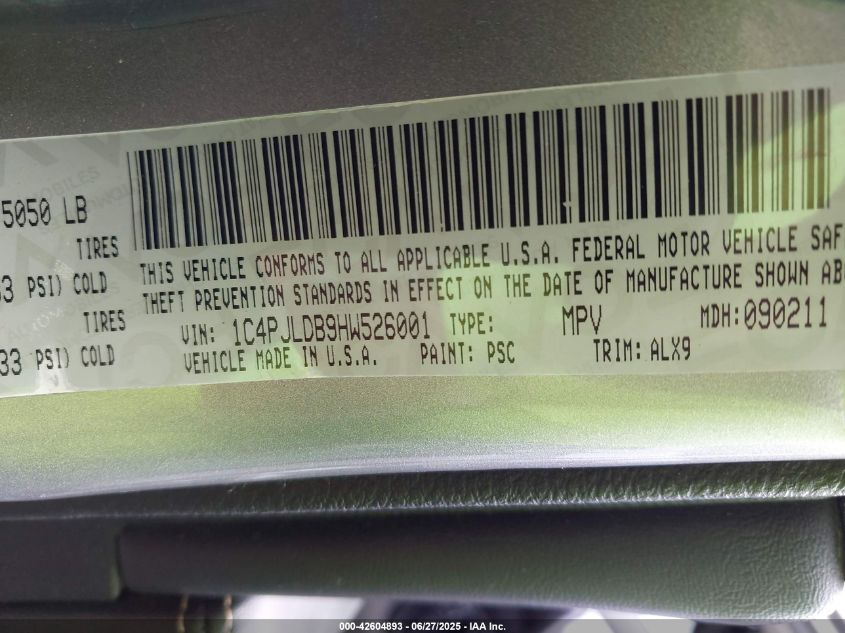 5050 LB
TIRES
33 PSI) COLD
TIRES
33 PSI) COLD
THIS VEHICLE CONFORMS TO ALL APPLICABLE U.S.A. FEDERAL MOTOR VEHICLE SAF
THEFT PREVENTION STANDARDS IN EFFECT ON THE DATE OF MANUFACTURE SHOWN ABO
VIN: 1C4PJLDB9HW526001 TYPE: MPV MDH: 090211
VEHICLE MADE IN U.S.A. PAINT: PSC TRIM: ALX9
000-42604893 - 06/27/2025 - IAA Inc.